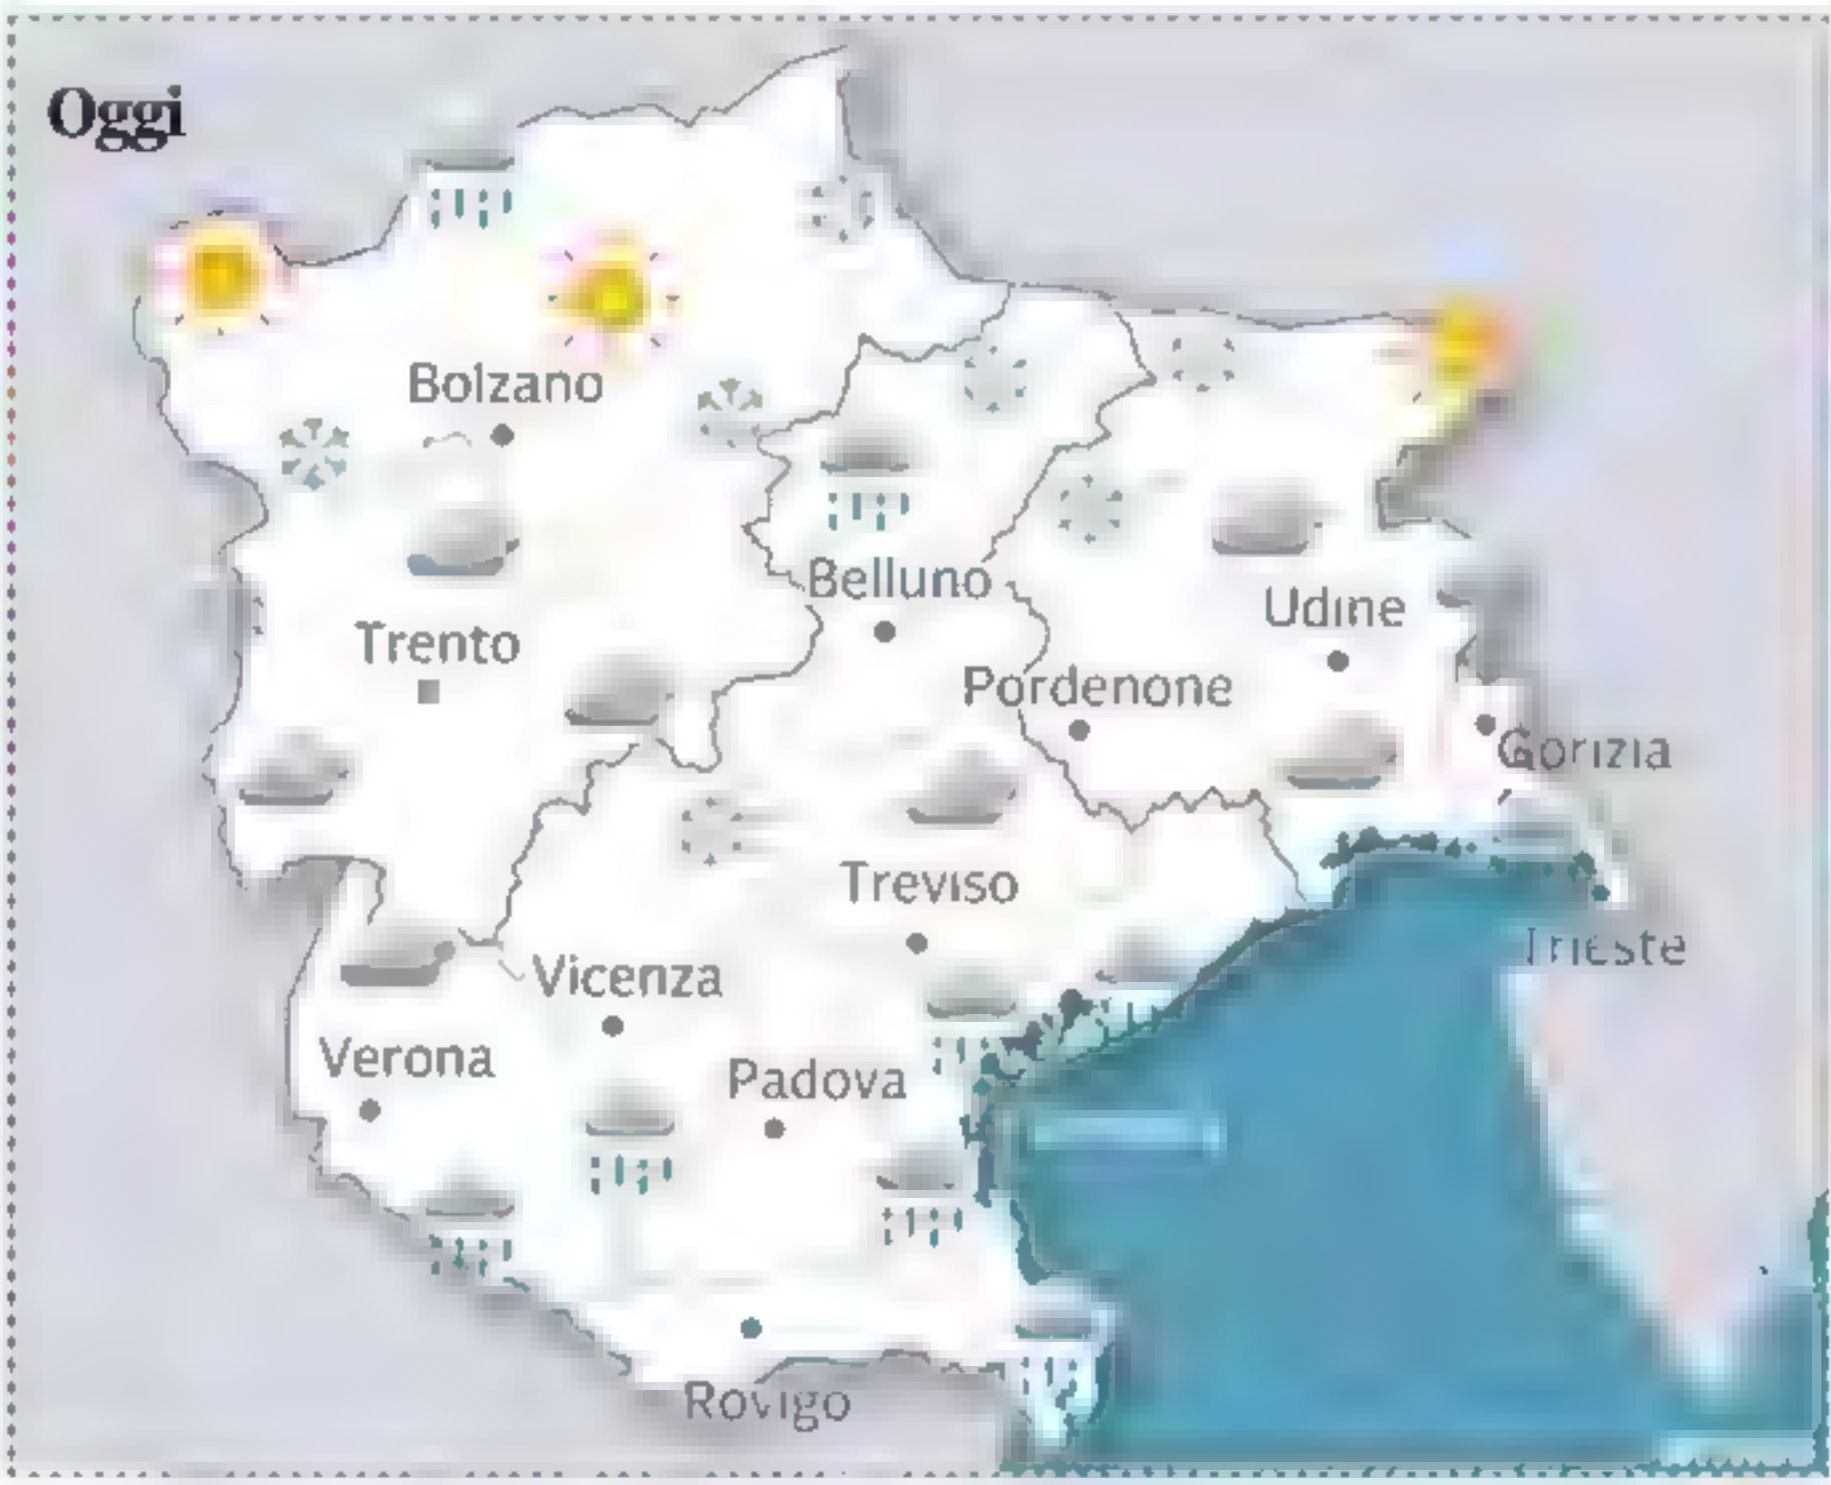 Oggi
Bolzano
Belluno
Udine
Trento
Pordenone
Gorizia
Treviso
Trieste
Vicenza
Verona
Padova
Rovigo